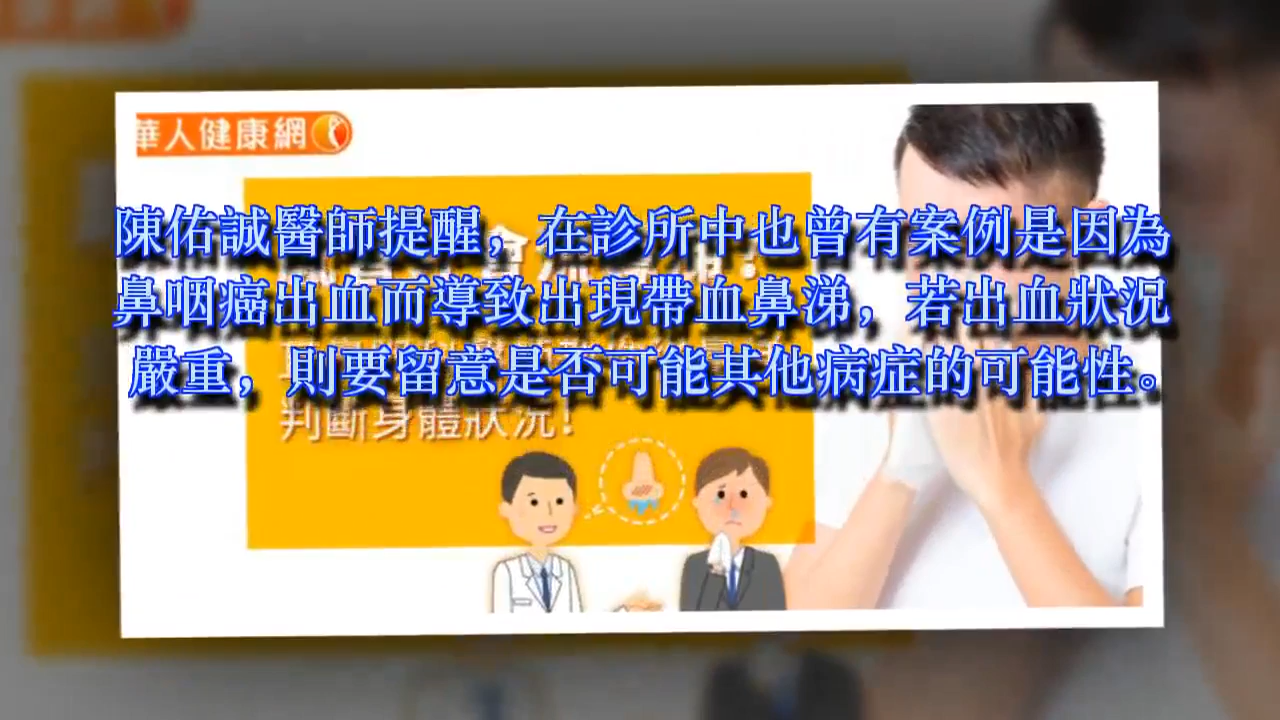 華人健康網
陳佑誠醫師提醒，在診所中也曾有案例是因為
鼻咽癌出血而導致出現帶血鼻涕，若出血狀況
嚴重，則要留意是否可能其他病症的可能性。
判斷身體狀況！